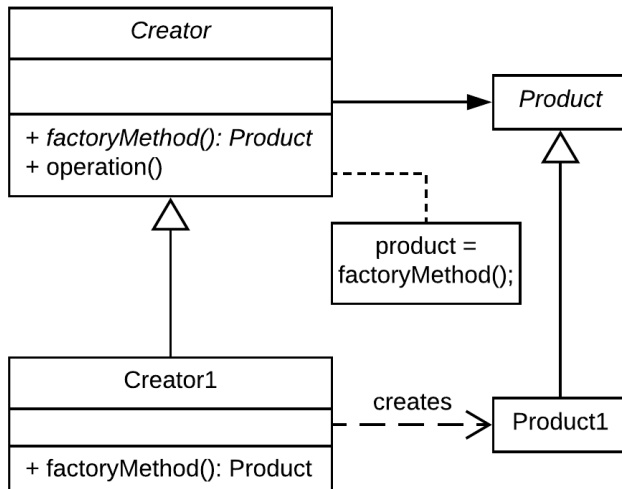 Creator
+ factoryMethod(): Product
+ operation()
Product
product =
factoryMethod();
Creator1
+ factoryMethod(): Product
creates
Product1